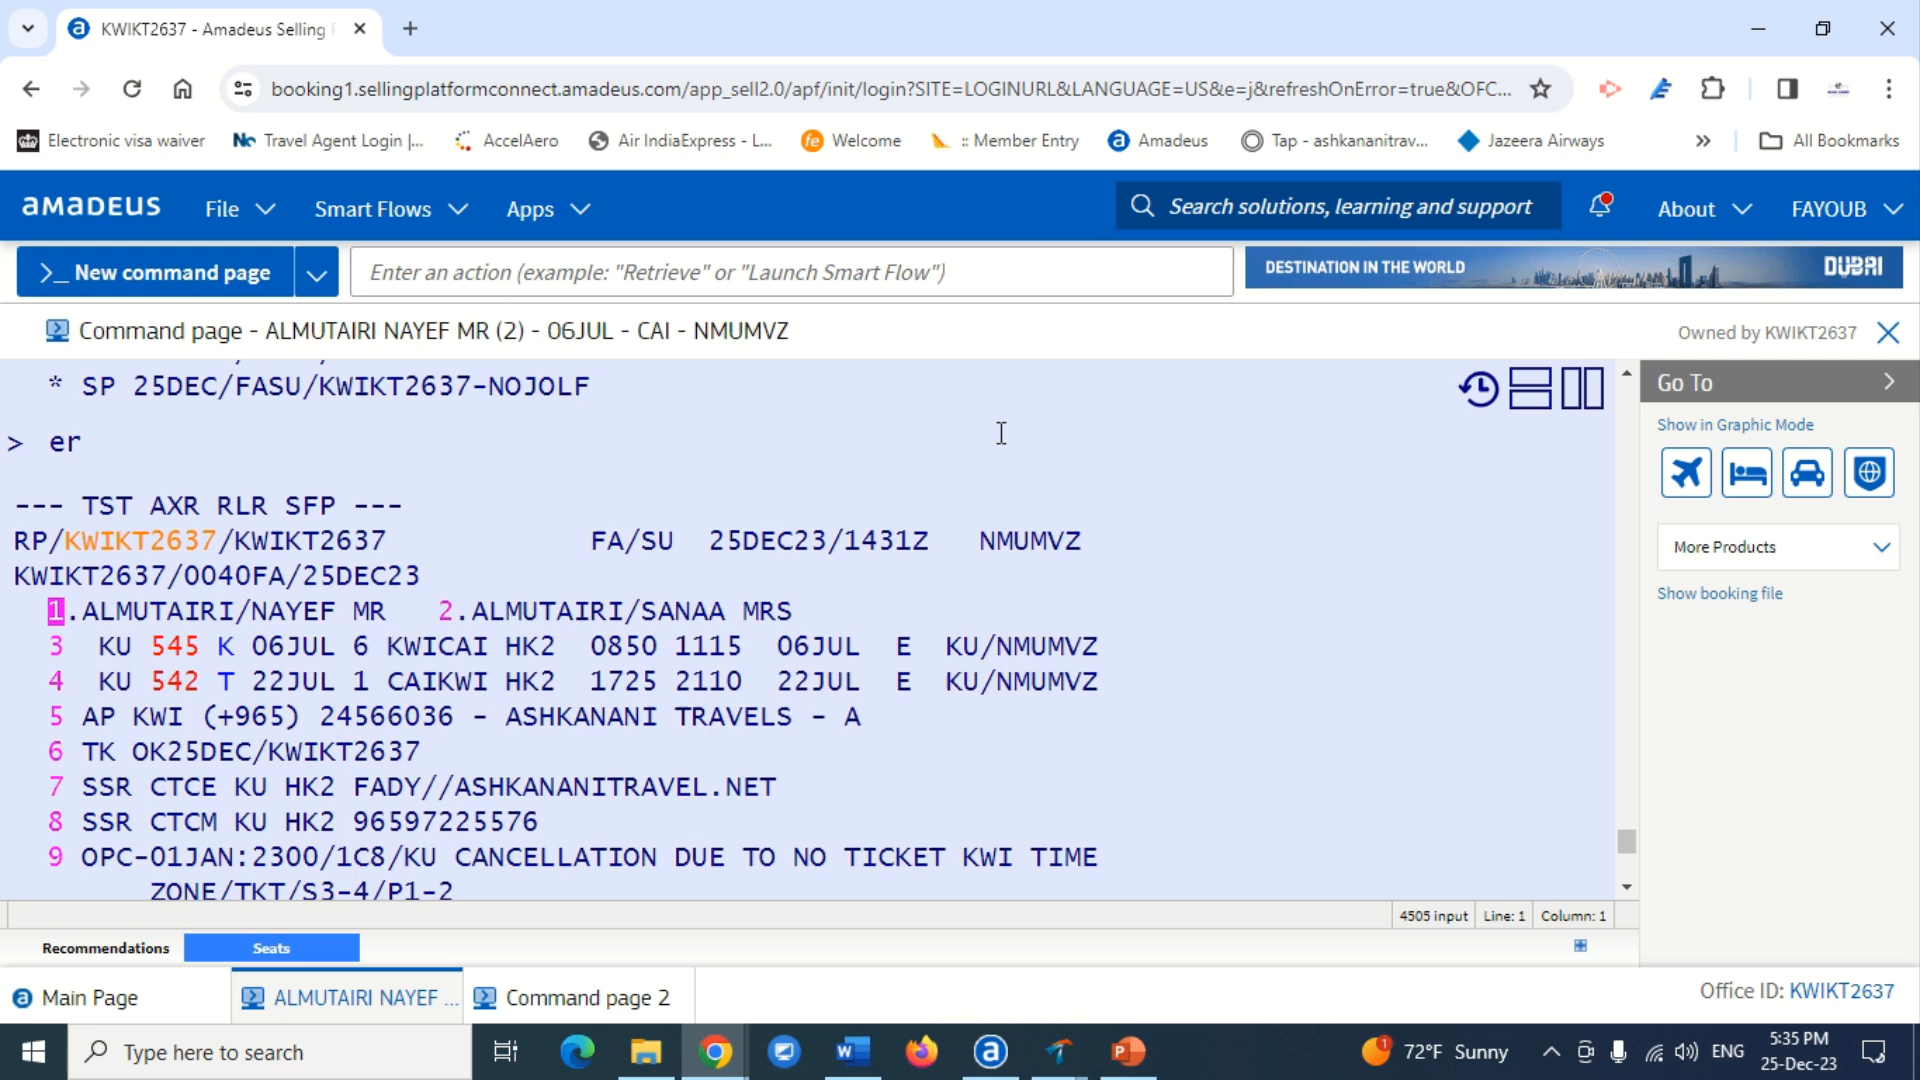 KWIKT2637 - Amadeus Selling
booking1.sellingplatformconnect.amadeus.com/app_sell2.0/apf/init/login?SITE=LOGINURL&LANGUAGE=US&e=j&refreshOnError=true&OFC...
Electronic visa waiver
Travel Agent Login |...
AccelAero
Air IndiaExpress - L...
fe Welcome
:: Member Entry
Amadeus
Tap - ashkananitrav...
Jazeera Airways
All Bookmarks
amadeus
File
Smart Flows
Apps
Search solutions, learning and support
About
FAYOUB
>_ New command page
Enter an action (example: "Retrieve" or "Launch Smart Flow")
DESTINATION IN THE WORLD
DUBAI
Command page - ALMUTAIRI NAYEF MR (2) - 06JUL - CAI - NMUMVZ
Owned by KWIKT2637
* SP 25DEC/FASU/KWIKT2637-NOJOLF
> er
--- TST AXR RLR SFP ---
RP/KWIKT2637/KWIKT2637 FA/SU 25DEC23/1431Z NMUMVZ
KWIKT2637/0040FA/25DEC23
1.ALMUTAIRI/NAYEF MR 2.ALMUTAIRI/SANAA MRS
3 KU 545 K 06JUL 6 KWICAI HK2 0850 1115 06JUL E KU/NMUMVZ
4 KU 542 T 22JUL 1 CAIKWI HK2 1725 2110 22JUL E KU/NMUMVZ
5 AP KWI (+965) 24566036 - ASHKANANI TRAVELS - A
6 TK OK25DEC/KWIKT2637
7 SSR CTCE KU HK2 FADY//ASHKANANITRAVEL.NET
8 SSR CTCM KU HK2 96597225576
9 OPC-01JAN:2300/1C8/KU CANCELLATION DUE TO NO TICKET KWI TIME
ZONE/TKT/S3-4/P1-2
Go To
Show in Graphic Mode
More Products
Show booking file
4505 input
Line: 1
Column: 1
Recommendations
Seats
Main Page
ALMUTAIRI NAYEF ...
Command page 2
Office ID: KWIKT2637
Type here to search
72°F Sunny
ENG
5:35 PM
25-Dec-23